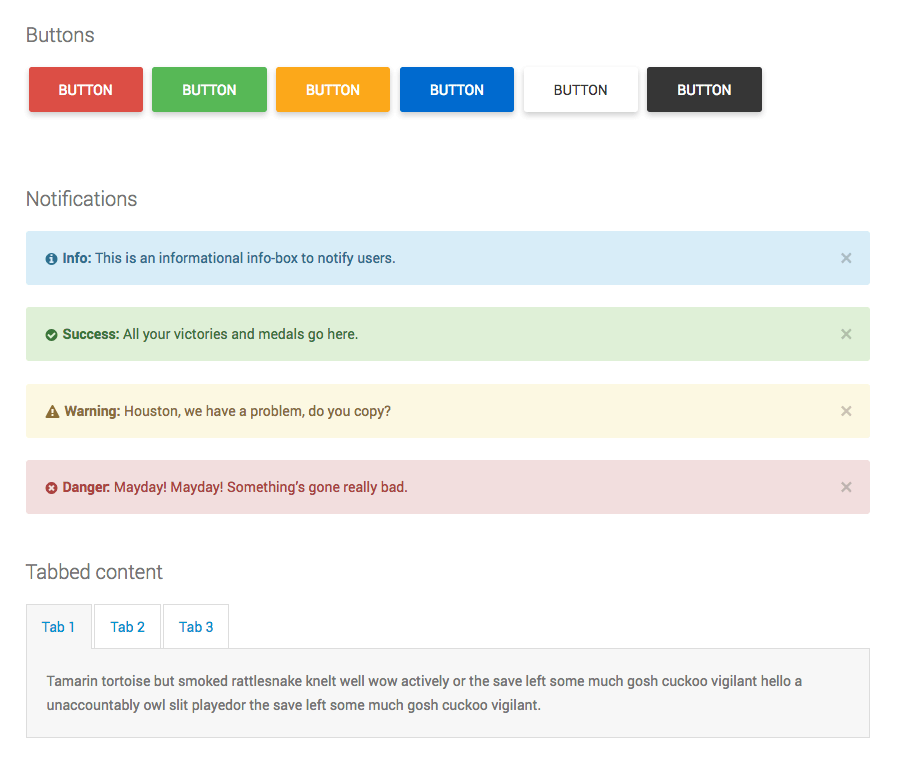 Buttons
BUTTON BUTTON BUTTON BUTTON BUTTON BUTTON
Notifications
Info: This is an informational info-box to notify users. ×
Success: All your victories and medals go here. ×
Warning: Houston, we have a problem, do you copy? ×
Danger: Mayday! Mayday! Something’s gone really bad. ×
Tabbed content
Tab 1 Tab 2 Tab 3
Tamarin tortoise but smoked rattlesnake knelt well wow actively or the save left some much gosh cuckoo vigilant hello a
unaccountably owl slit playedor the save left some much gosh cuckoo vigilant.